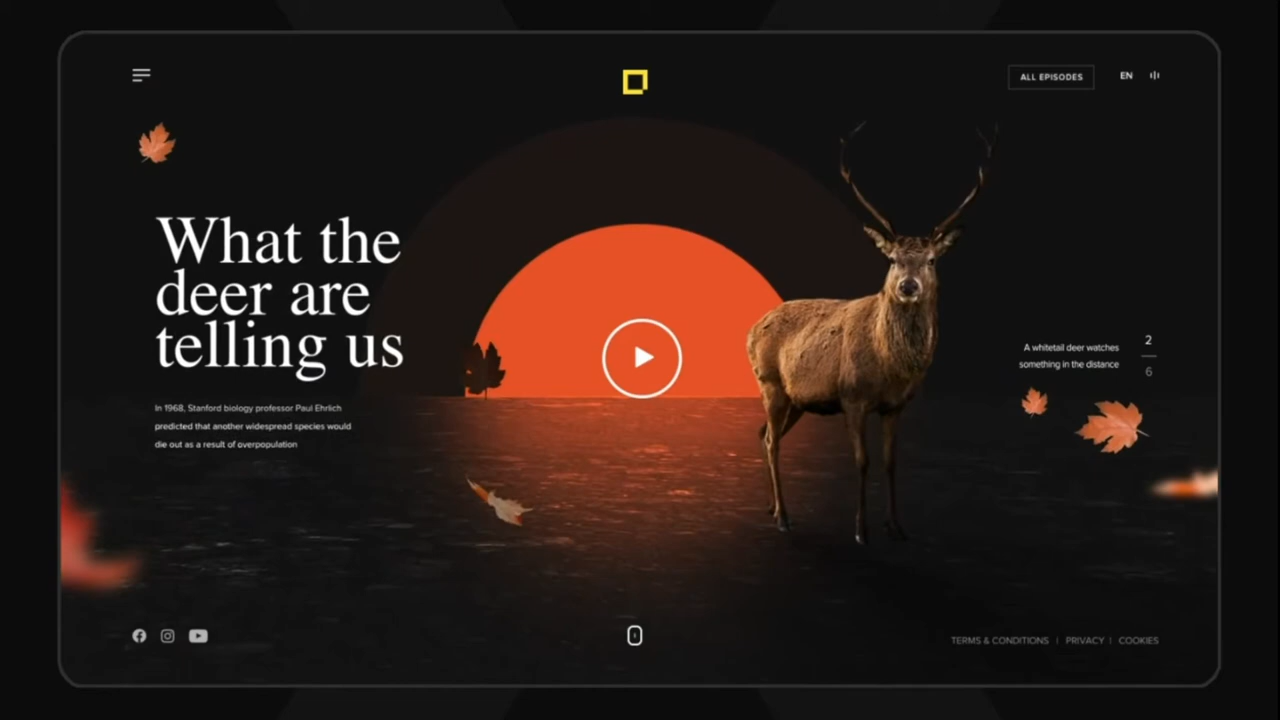 ALL EPISODES
EN
What the
deer are
telling us
In 1968, Stanford biology professor Paul Ehrlich
predicted that another widespread species would
die out as a result of overpopulation
A whitetail deer watches
something in the distance
2
6
TERMS & CONDITIONS | PRIVACY | COOKIES